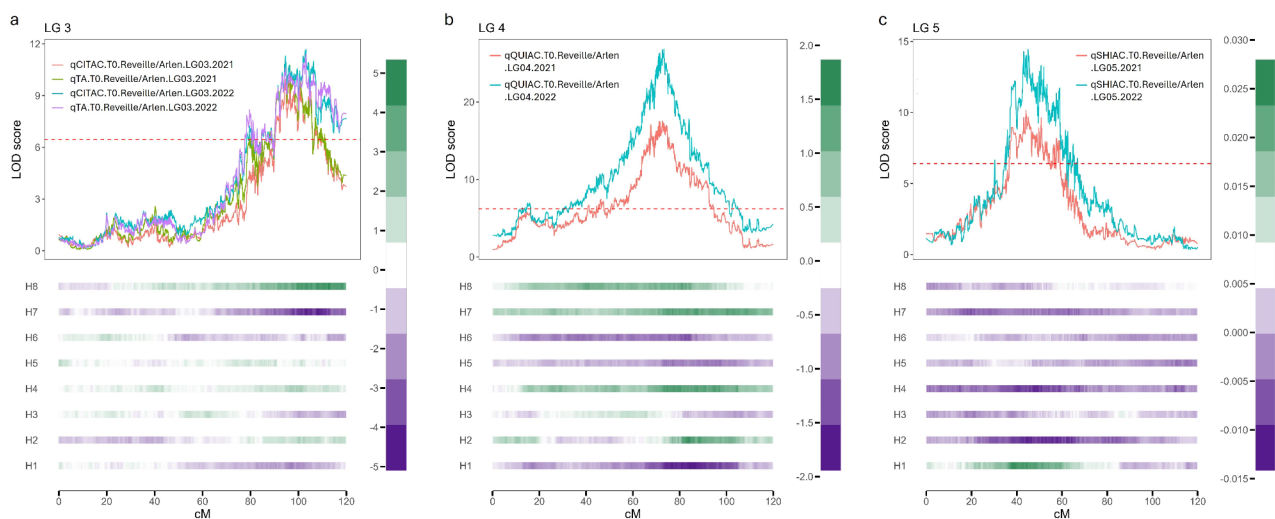 a
LG 3
LOD score
12
9
6
3
0
qCITAC.T0.Reveille/Arlen.LG03.2021
qTA.T0.Reveille/Arlen.LG03.2021
qCITAC.T0.Reveille/Arlen.LG03.2022
qTA.T0.Reveille/Arlen.LG03.2022
H8
H7
H6
H5
H4
H3
H2
H1
0 20 40 60 80 100 120
cM
5
4
3
2
1
0
-1
-2
-3
-4
-5
b
LG 4
LOD score
20
10
0
qQUIAC.T0.Reveille/Arlen
.LG04.2021
qQUIAC.T0.Reveille/Arlen
.LG04.2022
H8
H7
H6
H5
H4
H3
H2
H1
0 20 40 60 80 100 120
cM
2.0
1.5
1.0
0.5
0.0
-0.5
-1.0
-1.5
-2.0
c
LG 5
LOD score
15
10
5
0
qSHIAC.T0.Reveille/Arlen
.LG05.2021
qSHIAC.T0.Reveille/Arlen
.LG05.2022
H8
H7
H6
H5
H4
H3
H2
H1
0 20 40 60 80 100 120
cM
0.030
0.025
0.020
0.015
0.010
0.005
0.000
-0.005
-0.010
-0.015